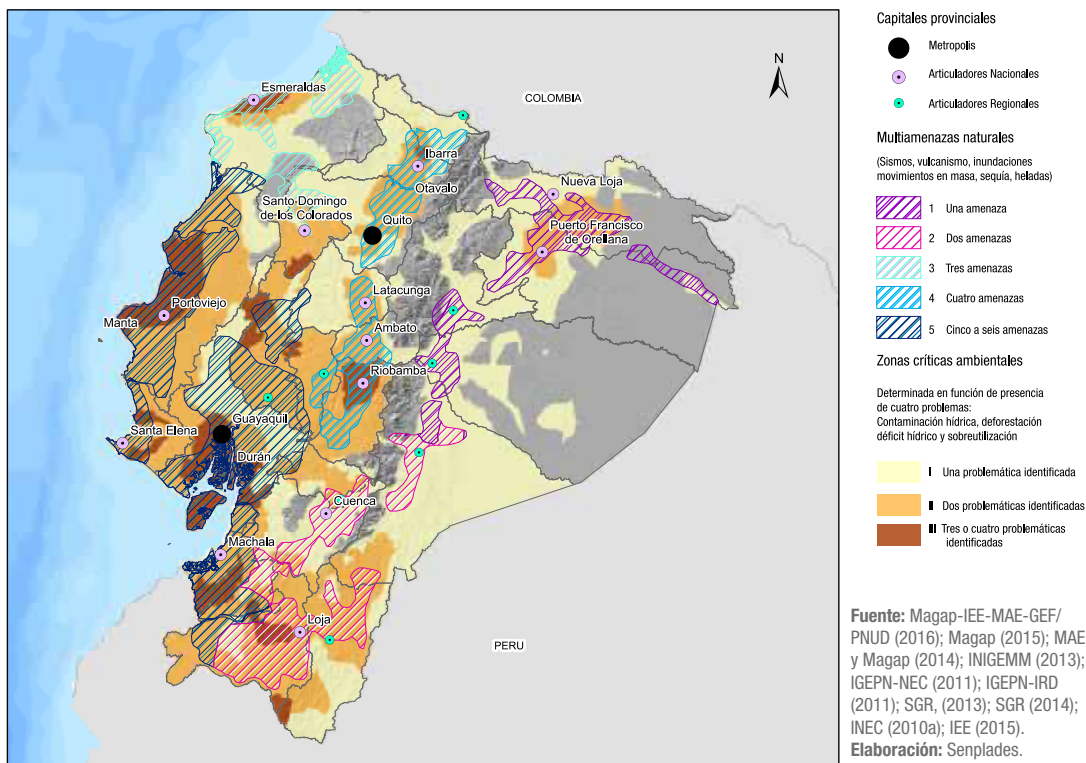 COLOMBIA
N
Esmeraldas
Ibarra
Otavalo
Nueva Loja
Santo Domingo
de los Colorados
Quito
Puerto Francisco
de Orellana
Latacunga
Portoviejo
Manta
Ambato
Riobamba
Guayaquil
Santa Elena
Durán
Cuenca
Machala
Loja
PERU
Capitales provinciales
Metropolis
Articuladores Nacionales
Articuladores Regionales
Multiamenazas naturales
(Sismos, vulcanismo, inundaciones
movimientos en masa, sequía, heladas)
1 Una amenaza
2 Dos amenazas
3 Tres amenazas
4 Cuatro amenazas
5 Cinco a seis amenazas
Zonas críticas ambientales
Determinada en función de presencia
de cuatro problemas:
Contaminación hídrica, deforestación
déficit hídrico y sobreutilización
I Una problemática identificada
II Dos problemáticas identificadas
III Tres o cuatro problemáticas
identificadas
Fuente: Magap-IEE-MAE-GEF/
PNUD (2016); Magap (2015); MAE
y Magap (2014); INIGEMM (2013);
IGEPN-NEC (2011); IGEPN-IRD
(2011); SGR, (2013); SGR (2014);
INEC (2010a); IEE (2015).
Elaboración: Senplades.